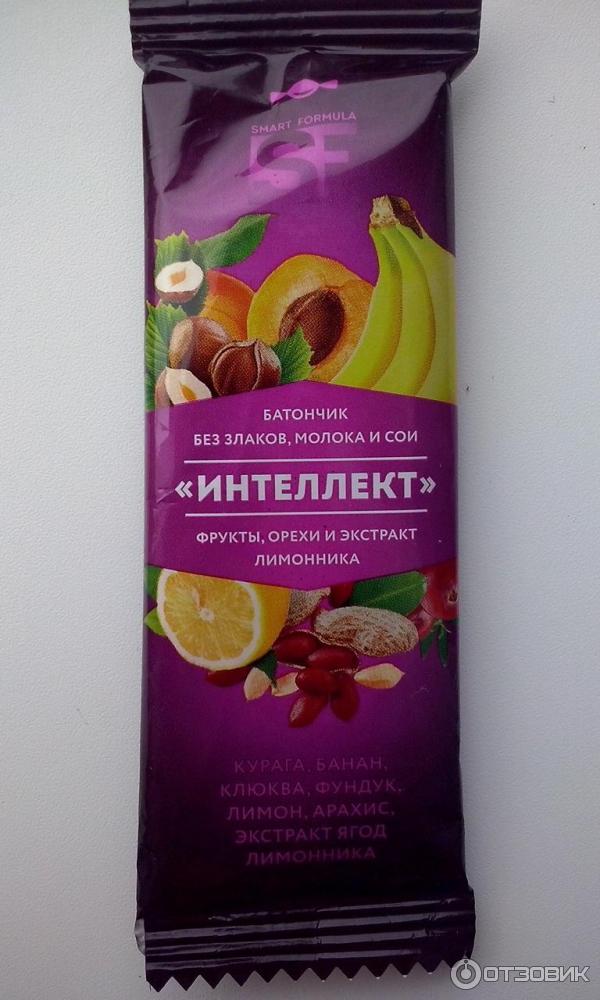 SMART FORMULA
SF
БАТОНЧИК
БЕЗ ЗЛАКОВ, МОЛОКА И СОИ
«ИНТЕЛЛЕКТ»
ФРУКТЫ, ОРЕХИ И ЭКСТРАКТ
ЛИМОННИКА
КУРАГА, БАНАН,
КЛЮКВА, ФУНДУК,
ЛИМОН, АРАХИС,
ЭКСТРАКТ ЯГОД
ЛИМОННИКА
ОТЗОВИК